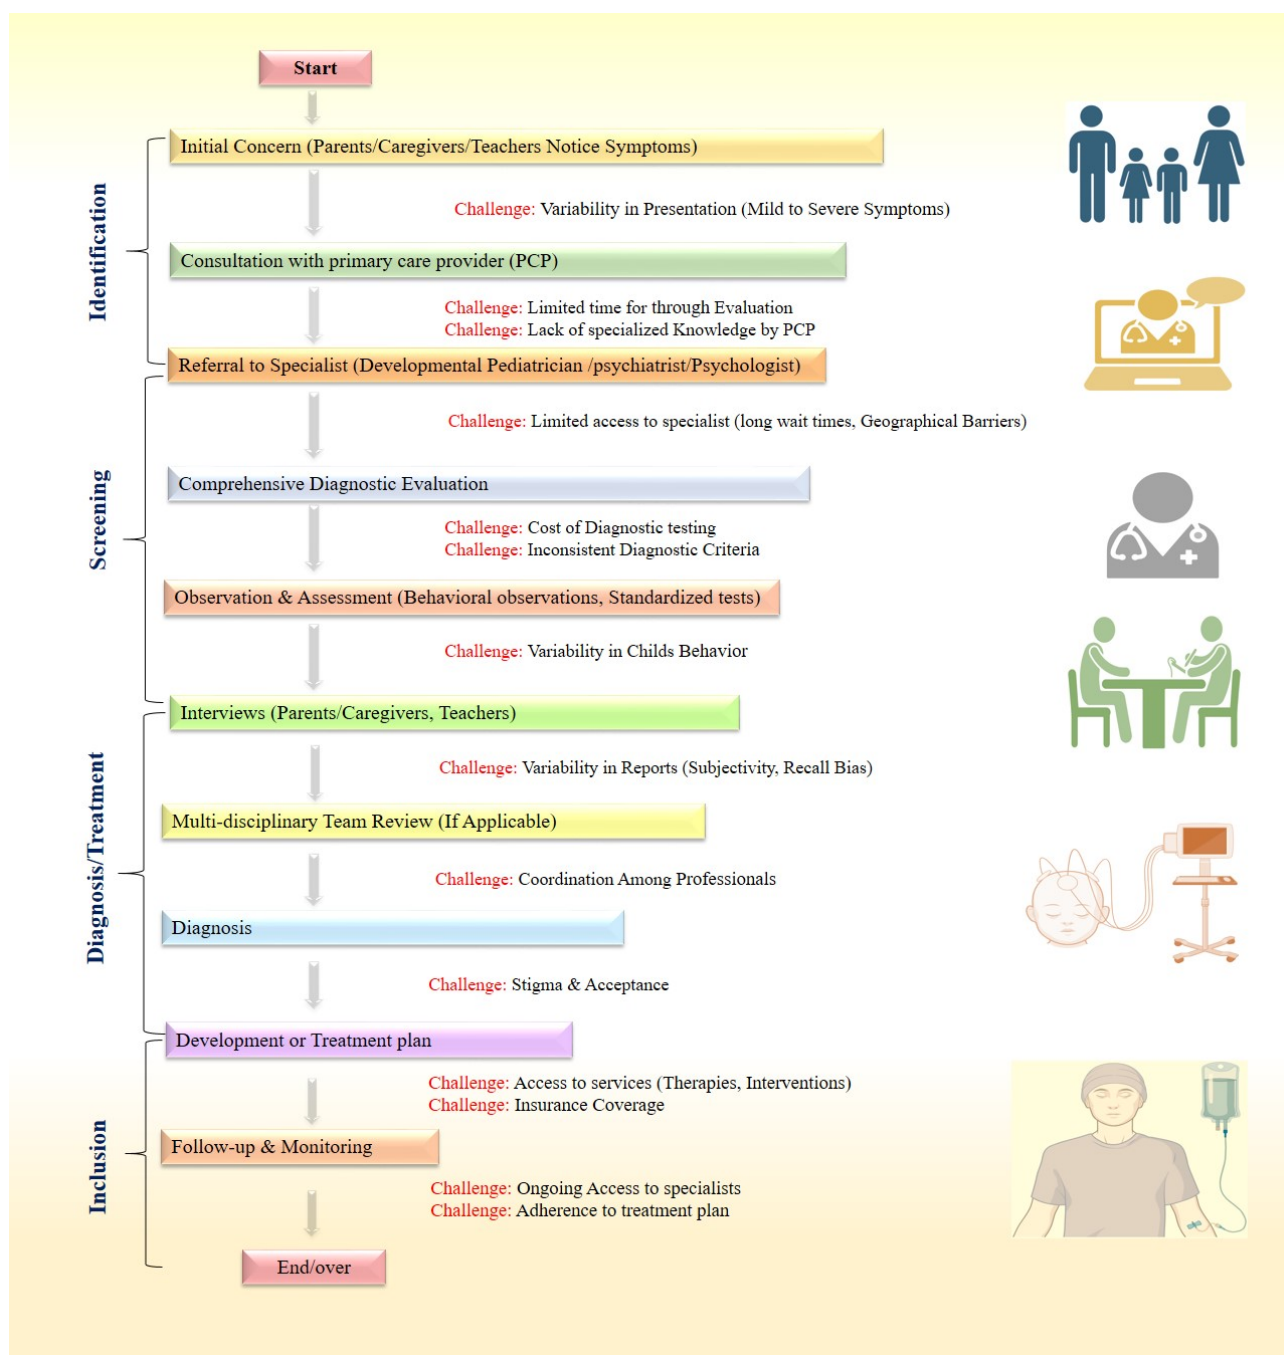 Start
Identification
Initial Concern (Parents/Caregivers/Teachers Notice Symptoms)
Challenge: Variability in Presentation (Mild to Severe Symptoms)
Consultation with primary care provider (PCP)
Challenge: Limited time for through Evaluation
Challenge: Lack of specialized Knowledge by PCP
Referral to Specialist (Developmental Pediatrician /psychiatrist/Psychologist)
Screening
Challenge: Limited access to specialist (long wait times, Geographical Barriers)
Comprehensive Diagnostic Evaluation
Challenge: Cost of Diagnostic testing
Challenge: Inconsistent Diagnostic Criteria
Observation & Assessment (Behavioral observations, Standardized tests)
Challenge: Variability in Childs Behavior
Interviews (Parents/Caregivers, Teachers)
Diagnosis/Treatment
Challenge: Variability in Reports (Subjectivity, Recall Bias)
Multi-disciplinary Team Review (If Applicable)
Challenge: Coordination Among Professionals
Diagnosis
Challenge: Stigma & Acceptance
Development or Treatment plan
Inclusion
Challenge: Access to services (Therapies, Interventions)
Challenge: Insurance Coverage
Follow-up & Monitoring
Challenge: Ongoing Access to specialists
Challenge: Adherence to treatment plan
End/over